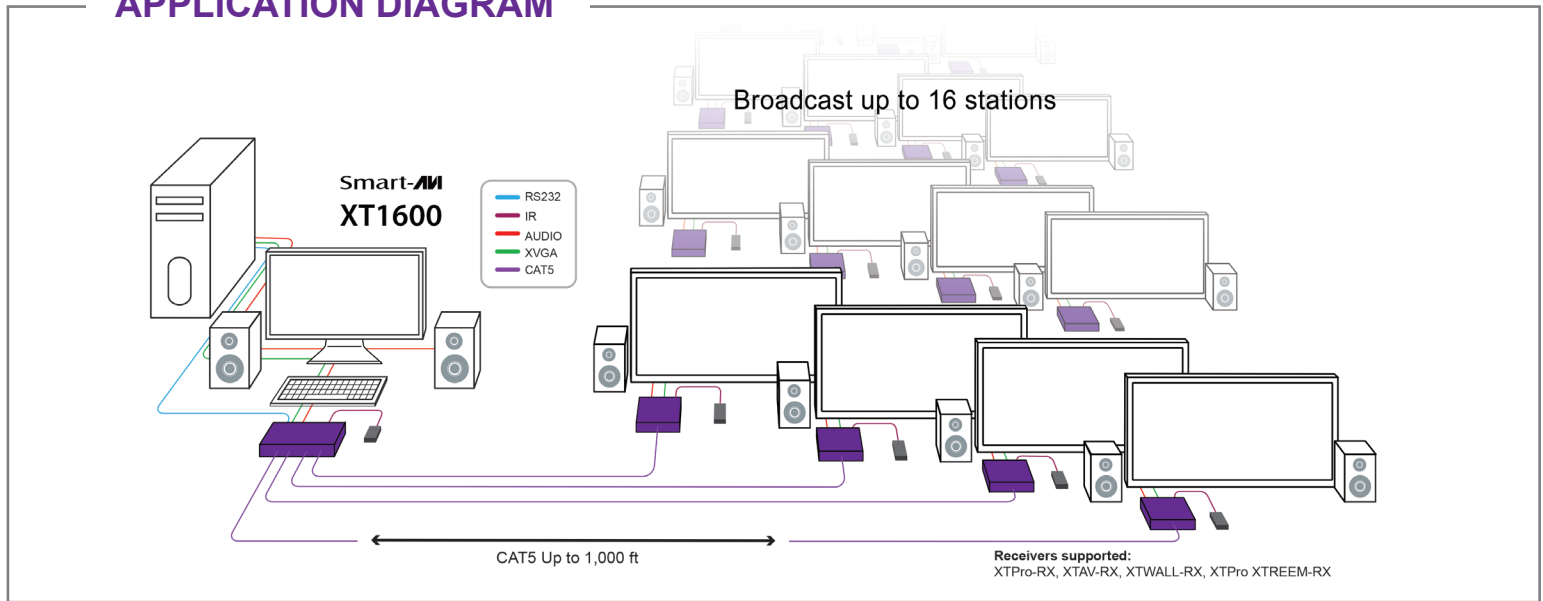 APPLICATION DIAGRAM
Broadcast up to 16 stations
Smart-AVI
XT1600
RS232
IR
AUDIO
XVGA
CAT5
CAT5 Up to 1,000 ft
Receivers supported:
XTPro-RX, XTAV-RX, XTWALL-RX, XTPro XTREEM-RX